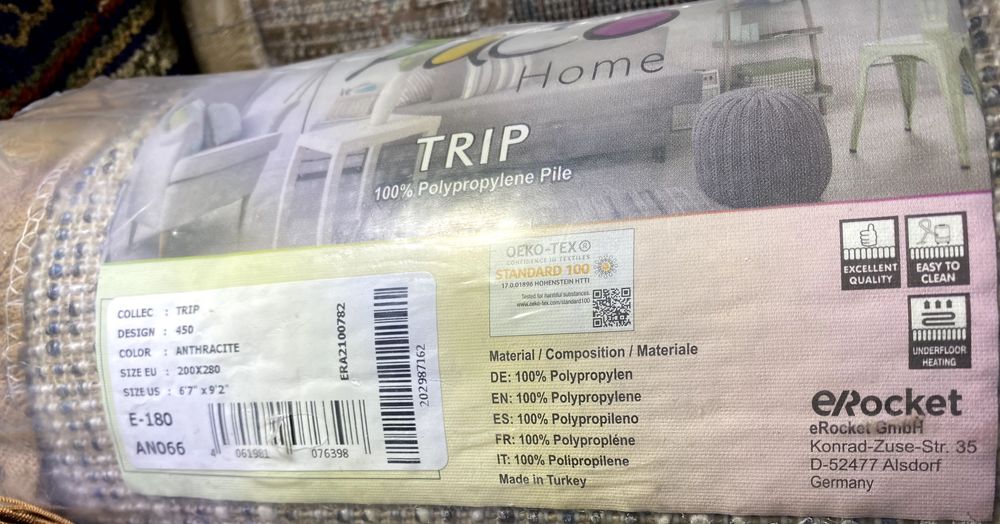 Paco
Home
TRIP
100% Polypropylene Pile
COLLEC : TRIP
DESIGN : 450
COLOR : ANTHRACITE
SIZE EU : 200X280
SIZE US : 6'7" x 9'2"
E-180
AN066
4 061981 076398
ERA2100782
202987162
OEKO-TEX®
CONFIDENCE IN TEXTILES
STANDARD 100
17.0.01896 HOHENSTEIN HTTI
Tested for harmful substances.
www.oeko-tex.com/standard100
Material / Composition / Materiale
DE: 100% Polypropylen
EN: 100% Polypropylene
ES: 100% Polipropileno
FR: 100% Polypropléne
IT: 100% Polipropilene
Made in Turkey
EXCELLENT
QUALITY
EASY TO
CLEAN
UNDERFLOOR
HEATING
eRocket
eRocket GmbH
Konrad-Zuse-Str. 35
D-52477 Alsdorf
Germany